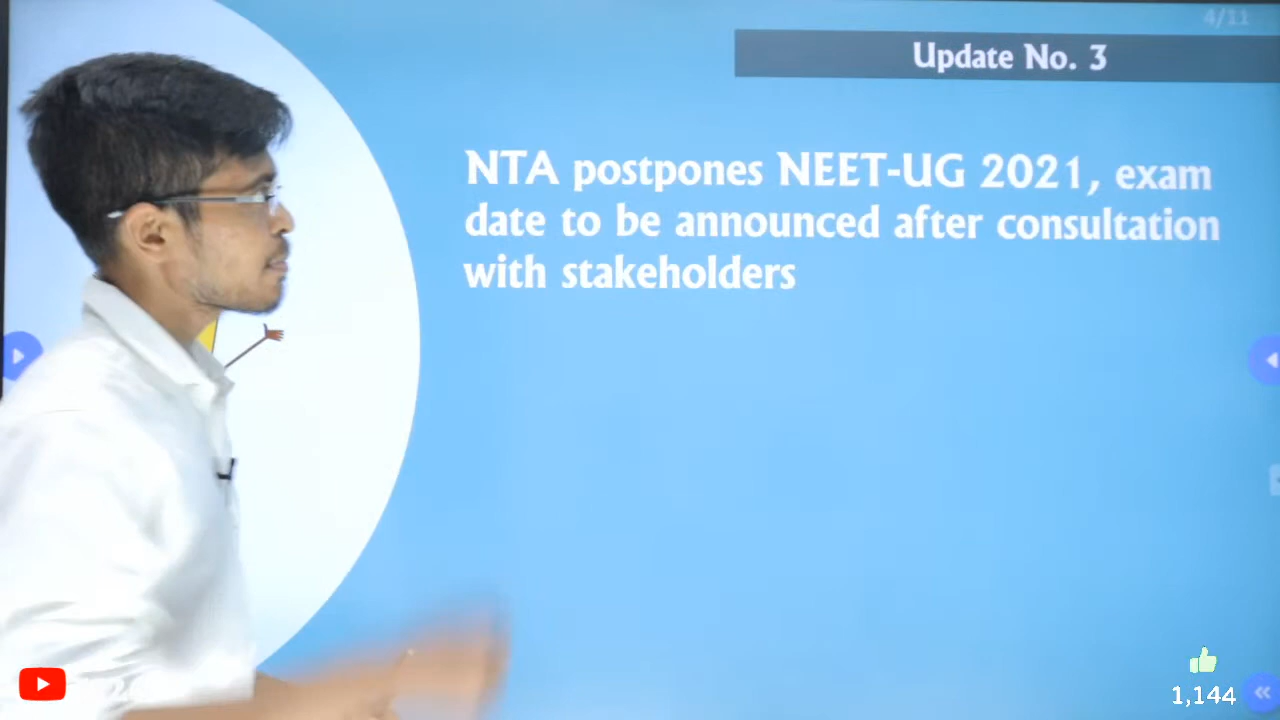 4/11
Update No. 3
NTA postpones NEET-UG 2021, exam
date to be announced after consultation
with stakeholders
1,144